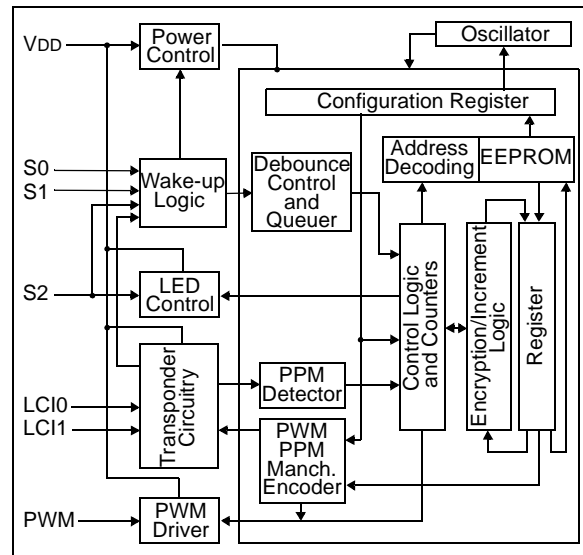 VDD
Power
Control
Oscillator
Configuration Register
Address
Decoding
EEPROM
S0
S1
Wake-up
Logic
Debounce
Control
and
Queuer
S2
LED
Control
Control Logic
and Counters
Encryption/Increment
Logic
Register
LCI0
LCI1
Transponder
Circuitry
PPM
Detector
PWM
PPM
Manch.
Encoder
PWM
PWM
Driver